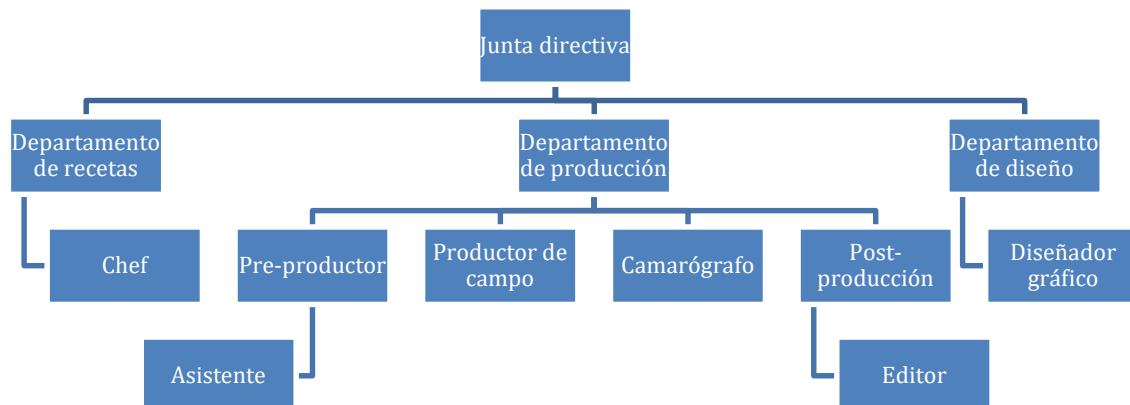 Junta directiva
Departamento
de recetas
Departamento
de producción
Departamento
de diseño
Chef
Pre-productor
Productor de
campo
Camarógrafo
Post-
producción
Diseñador
gráfico
Asistente
Editor